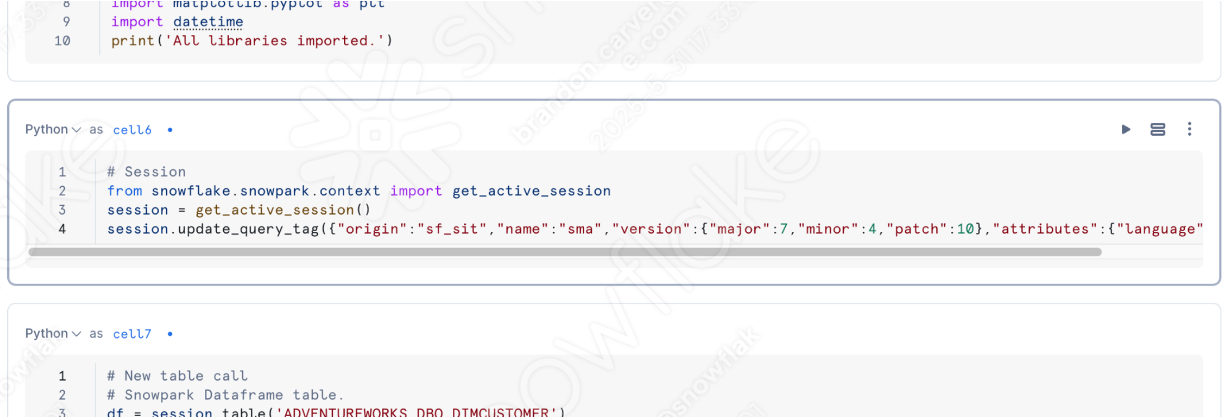 8 import matplotlib.pyplot as plt
9 import datetime
10 print('All libraries imported.')
Python as cell6
1 # Session
2 from snowflake.snowpark.context import get_active_session
3 session = get_active_session()
4 session.update_query_tag({"origin":"sf_sit","name":"sma","version":{"major":7,"minor":4,"patch":10},"attributes":{"language"
Python as cell7
1 # New table call
2 # Snowpark Dataframe table.
3 df = session.table('ADVENTUREWORKS.DBO.DIMCUSTOMER')
snowflake